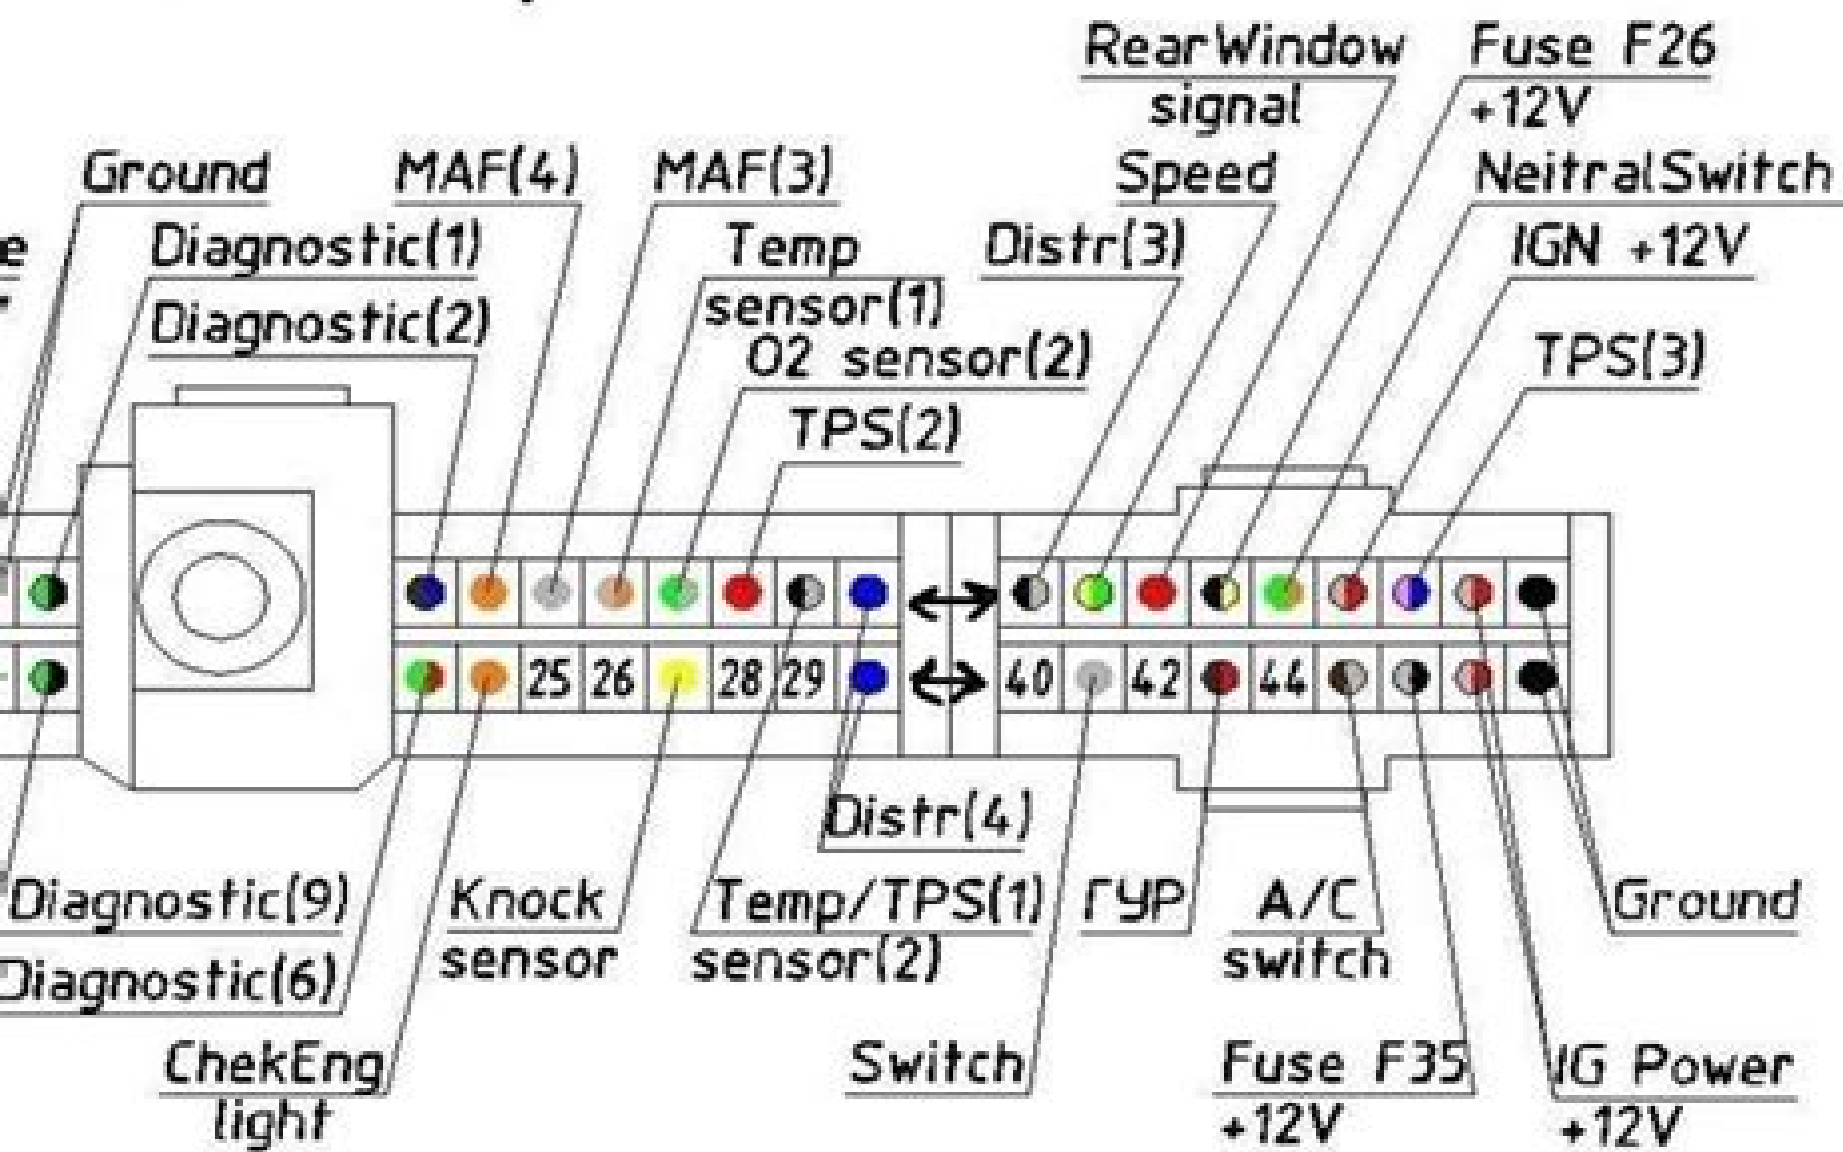 RearWindow
signal
Fuse F26
+12V
Ground
MAF(4)
MAF(3)
Speed
NeitralSwitch
e
Diagnostic(1)
Temp
sensor(1)
Distr(3)
IGN +12V
Diagnostic(2)
O2 sensor(2)
TPS(3)
TPS(2)
25 26 28 29 40 42 44
Distr(4)
Diagnostic(9)
Knock
sensor
Temp/TPS(1)
sensor(2)
ГУР
A/C
switch
Ground
Diagnostic(6)
ChekEng
light
Switch
Fuse F35
+12V
IG Power
+12V